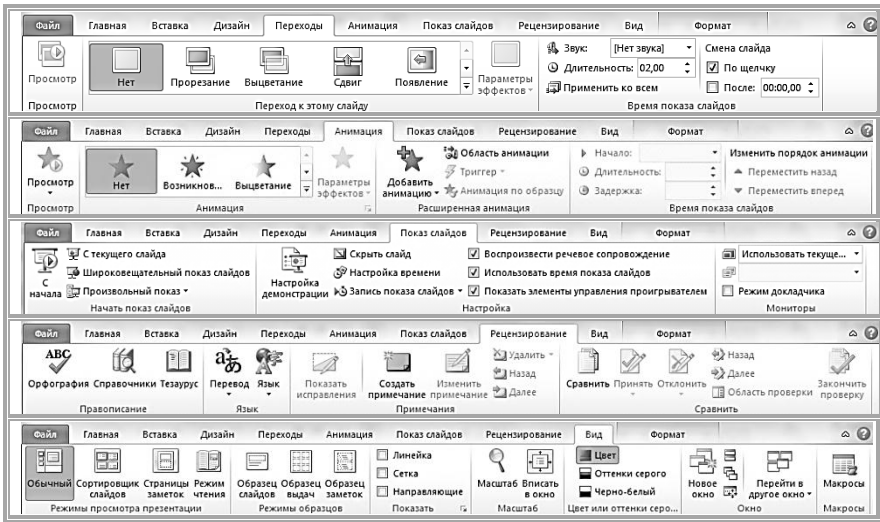 Файл Главная Вставка Дизайн Переходы Анимация Показ слайдов Рецензирование Вид Формат
Просмотр
Нет Прорезание Выцветание Сдвиг Появление
Параметры эффектов
Звук: [Нет звука]
Длительность: 02,00
Применить ко всем
Смена слайда
По щелчку
После: 00:00,00
Просмотр Переход к этому слайду Время показа слайдов
Файл Главная Вставка Дизайн Переходы Анимация Показ слайдов Рецензирование Вид Формат
Просмотр
Нет Возникнов... Выцветание
Параметры эффектов
Добавить анимацию
Область анимации
Триггер
Анимация по образцу
Начало:
Длительность:
Задержка:
Изменить порядок анимации
Переместить назад
Переместить вперед
Просмотр Анимация Расширенная анимация Время показа слайдов
Файл Главная Вставка Дизайн Переходы Анимация Показ слайдов Рецензирование Вид Формат
С начала
С текущего слайда
Широковещательный показ слайдов
Произвольный показ
Настройка демонстрации
Скрыть слайд
Настройка времени
Запись показа слайдов
Воспроизвести речевое сопровождение
Использовать время показа слайдов
Показать элементы управления проигрывателем
Использовать текуще...
Режим докладчика
Начать показ слайдов Настройка Мониторы
Файл Главная Вставка Дизайн Переходы Анимация Показ слайдов Рецензирование Вид Формат
ABC
Орфография Справочники Тезаурус
Перевод Язык
Показать исправления
Создать примечание
Изменить примечание
Удалить
Назад
Далее
Сравнить Принять Отклонить
Назад
Далее
Область проверки
Закончить проверку
Правописание Язык Примечания Сравнить
Файл Главная Вставка Дизайн Переходы Анимация Показ слайдов Рецензирование Вид Формат
Обычный
Сортировщик слайдов
Страницы заметок
Режим чтения
Образец слайдов
Образец выдач
Образец заметок
Линейка
Сетка
Направляющие
Масштаб
Вписать в окно
Цвет
Оттенки серого
Черно-белый
Новое окно
Перейти в другое окно
Макросы
Режимы просмотра презентации Режимы образцов Показать Масштаб Цвет или оттенки серо... Окно Макросы